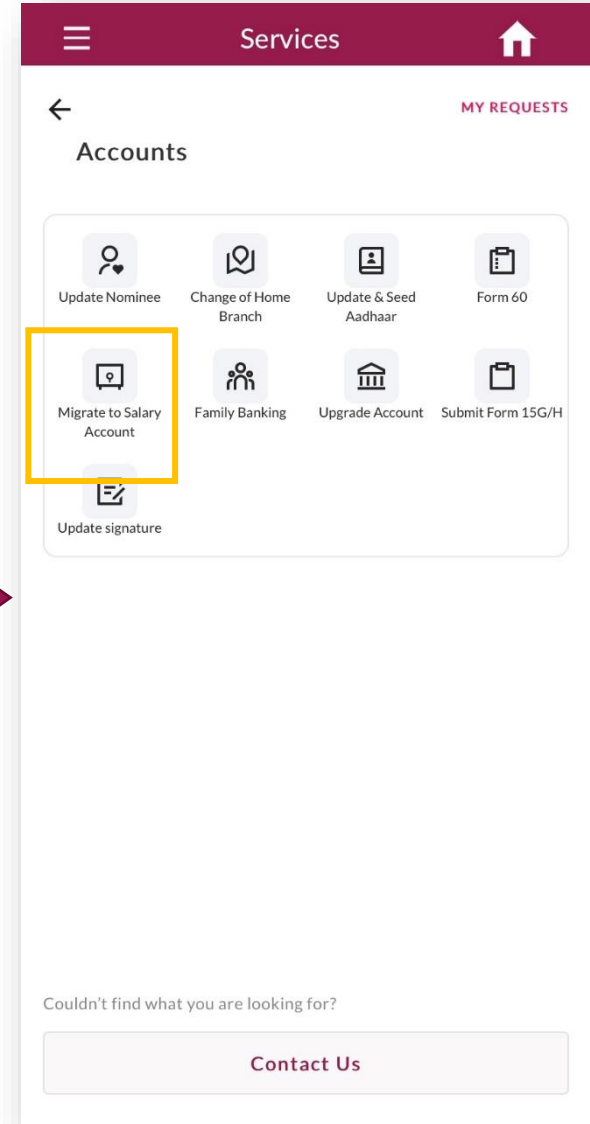 Services
MY REQUESTS
Accounts
Update Nominee
Change of Home
Branch
Update & Seed
Aadhaar
Form 60
Migrate to Salary
Account
Family Banking
Upgrade Account
Submit Form 15G/H
Update signature
Couldn't find what you are looking for?
Contact Us